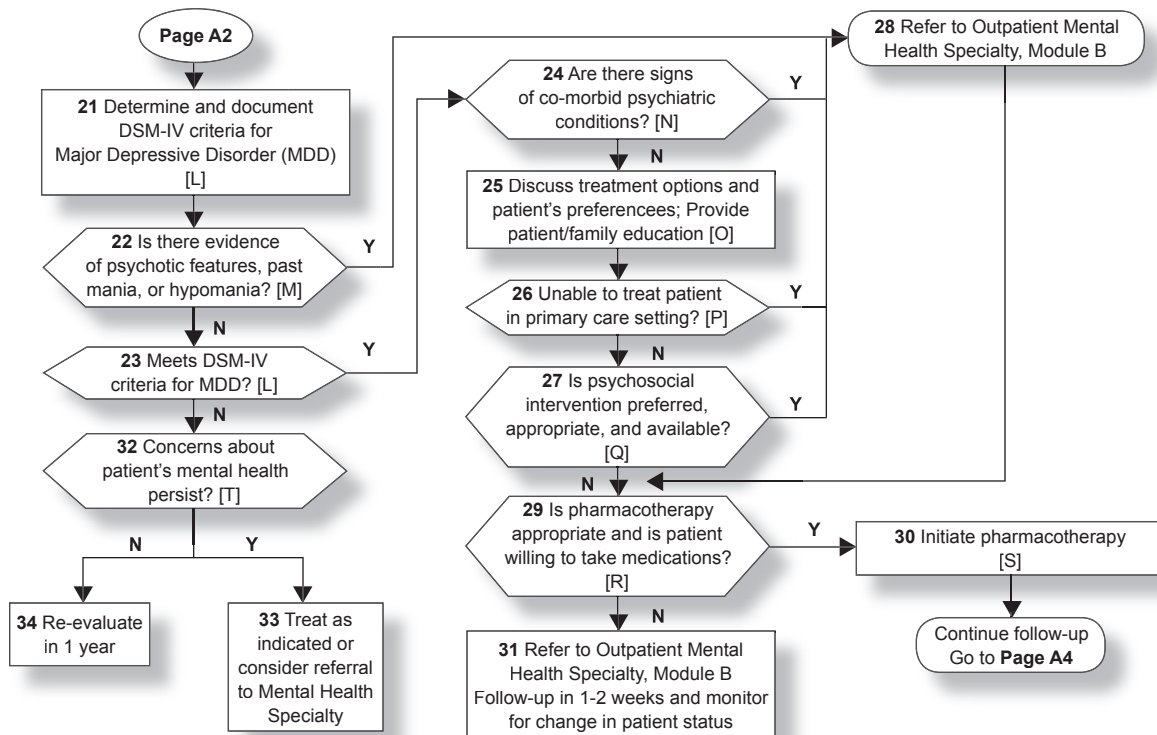 Page A2
21 Determine and document
DSM-IV criteria for
Major Depressive Disorder (MDD)
[L]
22 Is there evidence
of psychotic features, past
mania, or hypomania? [M]
Y
N
23 Meets DSM-IV
criteria for MDD? [L]
Y
N
32 Concerns about
patient's mental health
persist? [T]
N
Y
34 Re-evaluate
in 1 year
33 Treat as
indicated or
consider referral
to Mental Health
Specialty
24 Are there signs
of co-morbid psychiatric
conditions? [N]
Y
N
25 Discuss treatment options and
patient's preferencees; Provide
patient/family education [O]
26 Unable to treat patient
in primary care setting? [P]
Y
N
27 Is psychosocial
intervention preferred,
appropriate, and available?
[Q]
Y
N
28 Refer to Outpatient Mental
Health Specialty, Module B
29 Is pharmacotherapy
appropriate and is patient
willing to take medications?
[R]
Y
N
30 Initiate pharmacotherapy
[S]
Continue follow-up
Go to Page A4
31 Refer to Outpatient Mental
Health Specialty, Module B
Follow-up in 1-2 weeks and monitor
for change in patient status